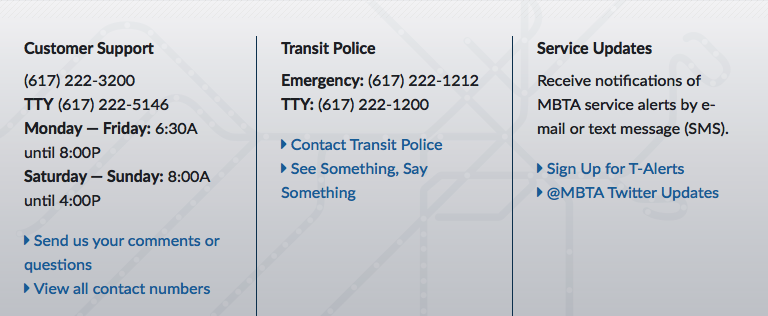 Customer Support
(617) 222-3200
TTY (617) 222-5146
Monday — Friday: 6:30A
until 8:00P
Saturday — Sunday: 8:00A
until 4:00P
Send us your comments or
questions
View all contact numbers
Transit Police
Emergency: (617) 222-1212
TTY: (617) 222-1200
Contact Transit Police
See Something, Say
Something
Service Updates
Receive notifications of
MBTA service alerts by e-
mail or text message (SMS).
Sign Up for T-Alerts
@MBTA Twitter Updates